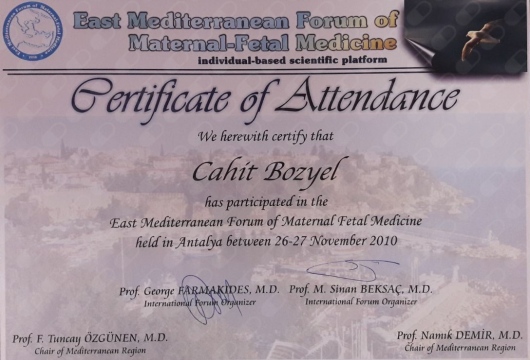 East Mediterranean Forum of
Maternal-Fetal Medicine
individual-based scientific platform
Certificate of Attendance
We herewith certify that
Cahit Bozyel
has participated in the
East Mediterranean Forum of Maternal Fetal Medicine
held in Antalya between 26-27 November 2010
Prof. George FARMAKIDES, M.D. Prof. M. Sinan BEKSAÇ, M.D.
International Forum Organizer International Forum Organizer
Prof. F. Tuncay ÖZGÜNEN, M.D. Prof. Namık DEMİR, M.D.
Chair of Mediterranean Region Chair of Mediterranean Region